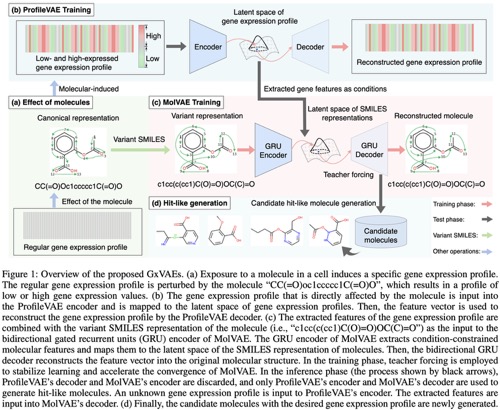 (b) ProfileVAE Training
Latent space of
gene expression profile
High
Low
Encoder
Decoder
Low- and high-expressed
gene expression profile
Reconstructed gene expression profile
Molecular-induced
Extracted gene features as conditions
(a) Effect of molecules
(c) MolVAE Training
Latent space of SMILES
representations
Canonical representation
Variant representation
Reconstructed molecule
Variant SMILES
GRU
Encoder
GRU
Decoder
CC(=O)Oc1ccccc1C(=O)O
c1cc(c(cc1)C(O)=O)OC(C)=O
Teacher forcing
c1cc(c(cc1)C(O)=O)OC(C)=O
Effect of the molecule
(d) Hit-like generation
Candidate hit-like molecule generation
Regular gene expression profile
Candidate
molecules
Training phase:
Test phase:
Variant SMILES:
Other operations:
Figure 1: Overview of the proposed GxVAEs. (a) Exposure to a molecule in a cell induces a specific gene expression profile.
The regular gene expression profile is perturbed by the molecule “CC(=O)oc1ccccc1C(=O)O”, which results in a profile of
low or high gene expression values. (b) The gene expression that is directly affected by the molecule is input into
the ProfileVAE encoder and is mapped to the latent space of gene expression profiles. Then, the feature vector is used to
reconstruct the gene expression profile by the ProfileVAE decoder. (c) The extracted features of the gene expression profile are
combined with the variant SMILES representation of the molecule (i.e., “c1cc(c(cc1)C(O)=O)OC(C)=O”) as the input to the
bidirectional gated recurrent units (GRU) encoder of MolVAE. The GRU encoder of MolVAE extracts condition-constrained
molecular features and maps them to the latent space of the SMILES representation of molecules. Then, the bidirectional GRU
decoder reconstructs the feature vector into the original molecular structure. In the training phase, teacher forcing is employed
to stabilize learning and accelerate the convergence of MolVAE. In the inference phase (the process shown by black arrows),
ProfileVAE’s decoder and MolVAE’s encoder are discarded, and only ProfileVAE’s encoder and MolVAE’s decoder are used to
generate hit-like molecules. An unknown gene expression profile is input to ProfileVAE’s encoder. The extracted features are
input to MolVAE’s decoder. (d) Finally, the candidate molecules with the desired gene expression profile are newly generated.